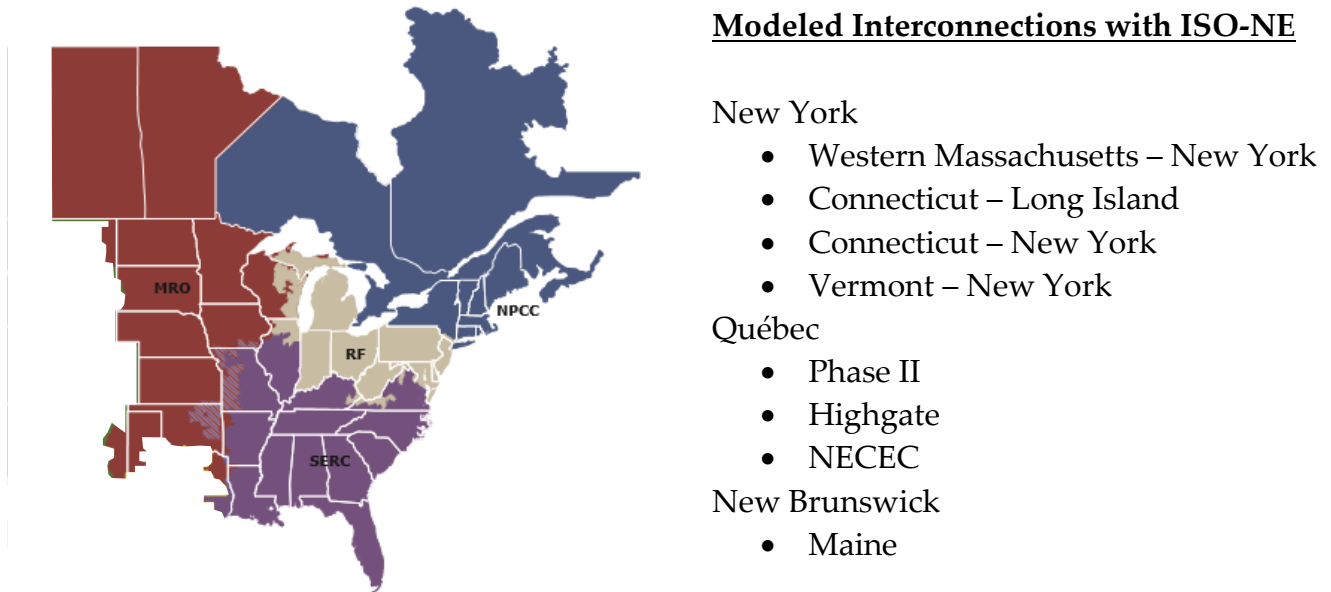 Modeled Interconnections with ISO-NE
New York
• Western Massachusetts – New York
• Connecticut – Long Island
• Connecticut – New York
• Vermont – New York
Québec
• Phase II
• Highgate
• NECEC
New Brunswick
• Maine
MRO
NPCC
RF
SERC